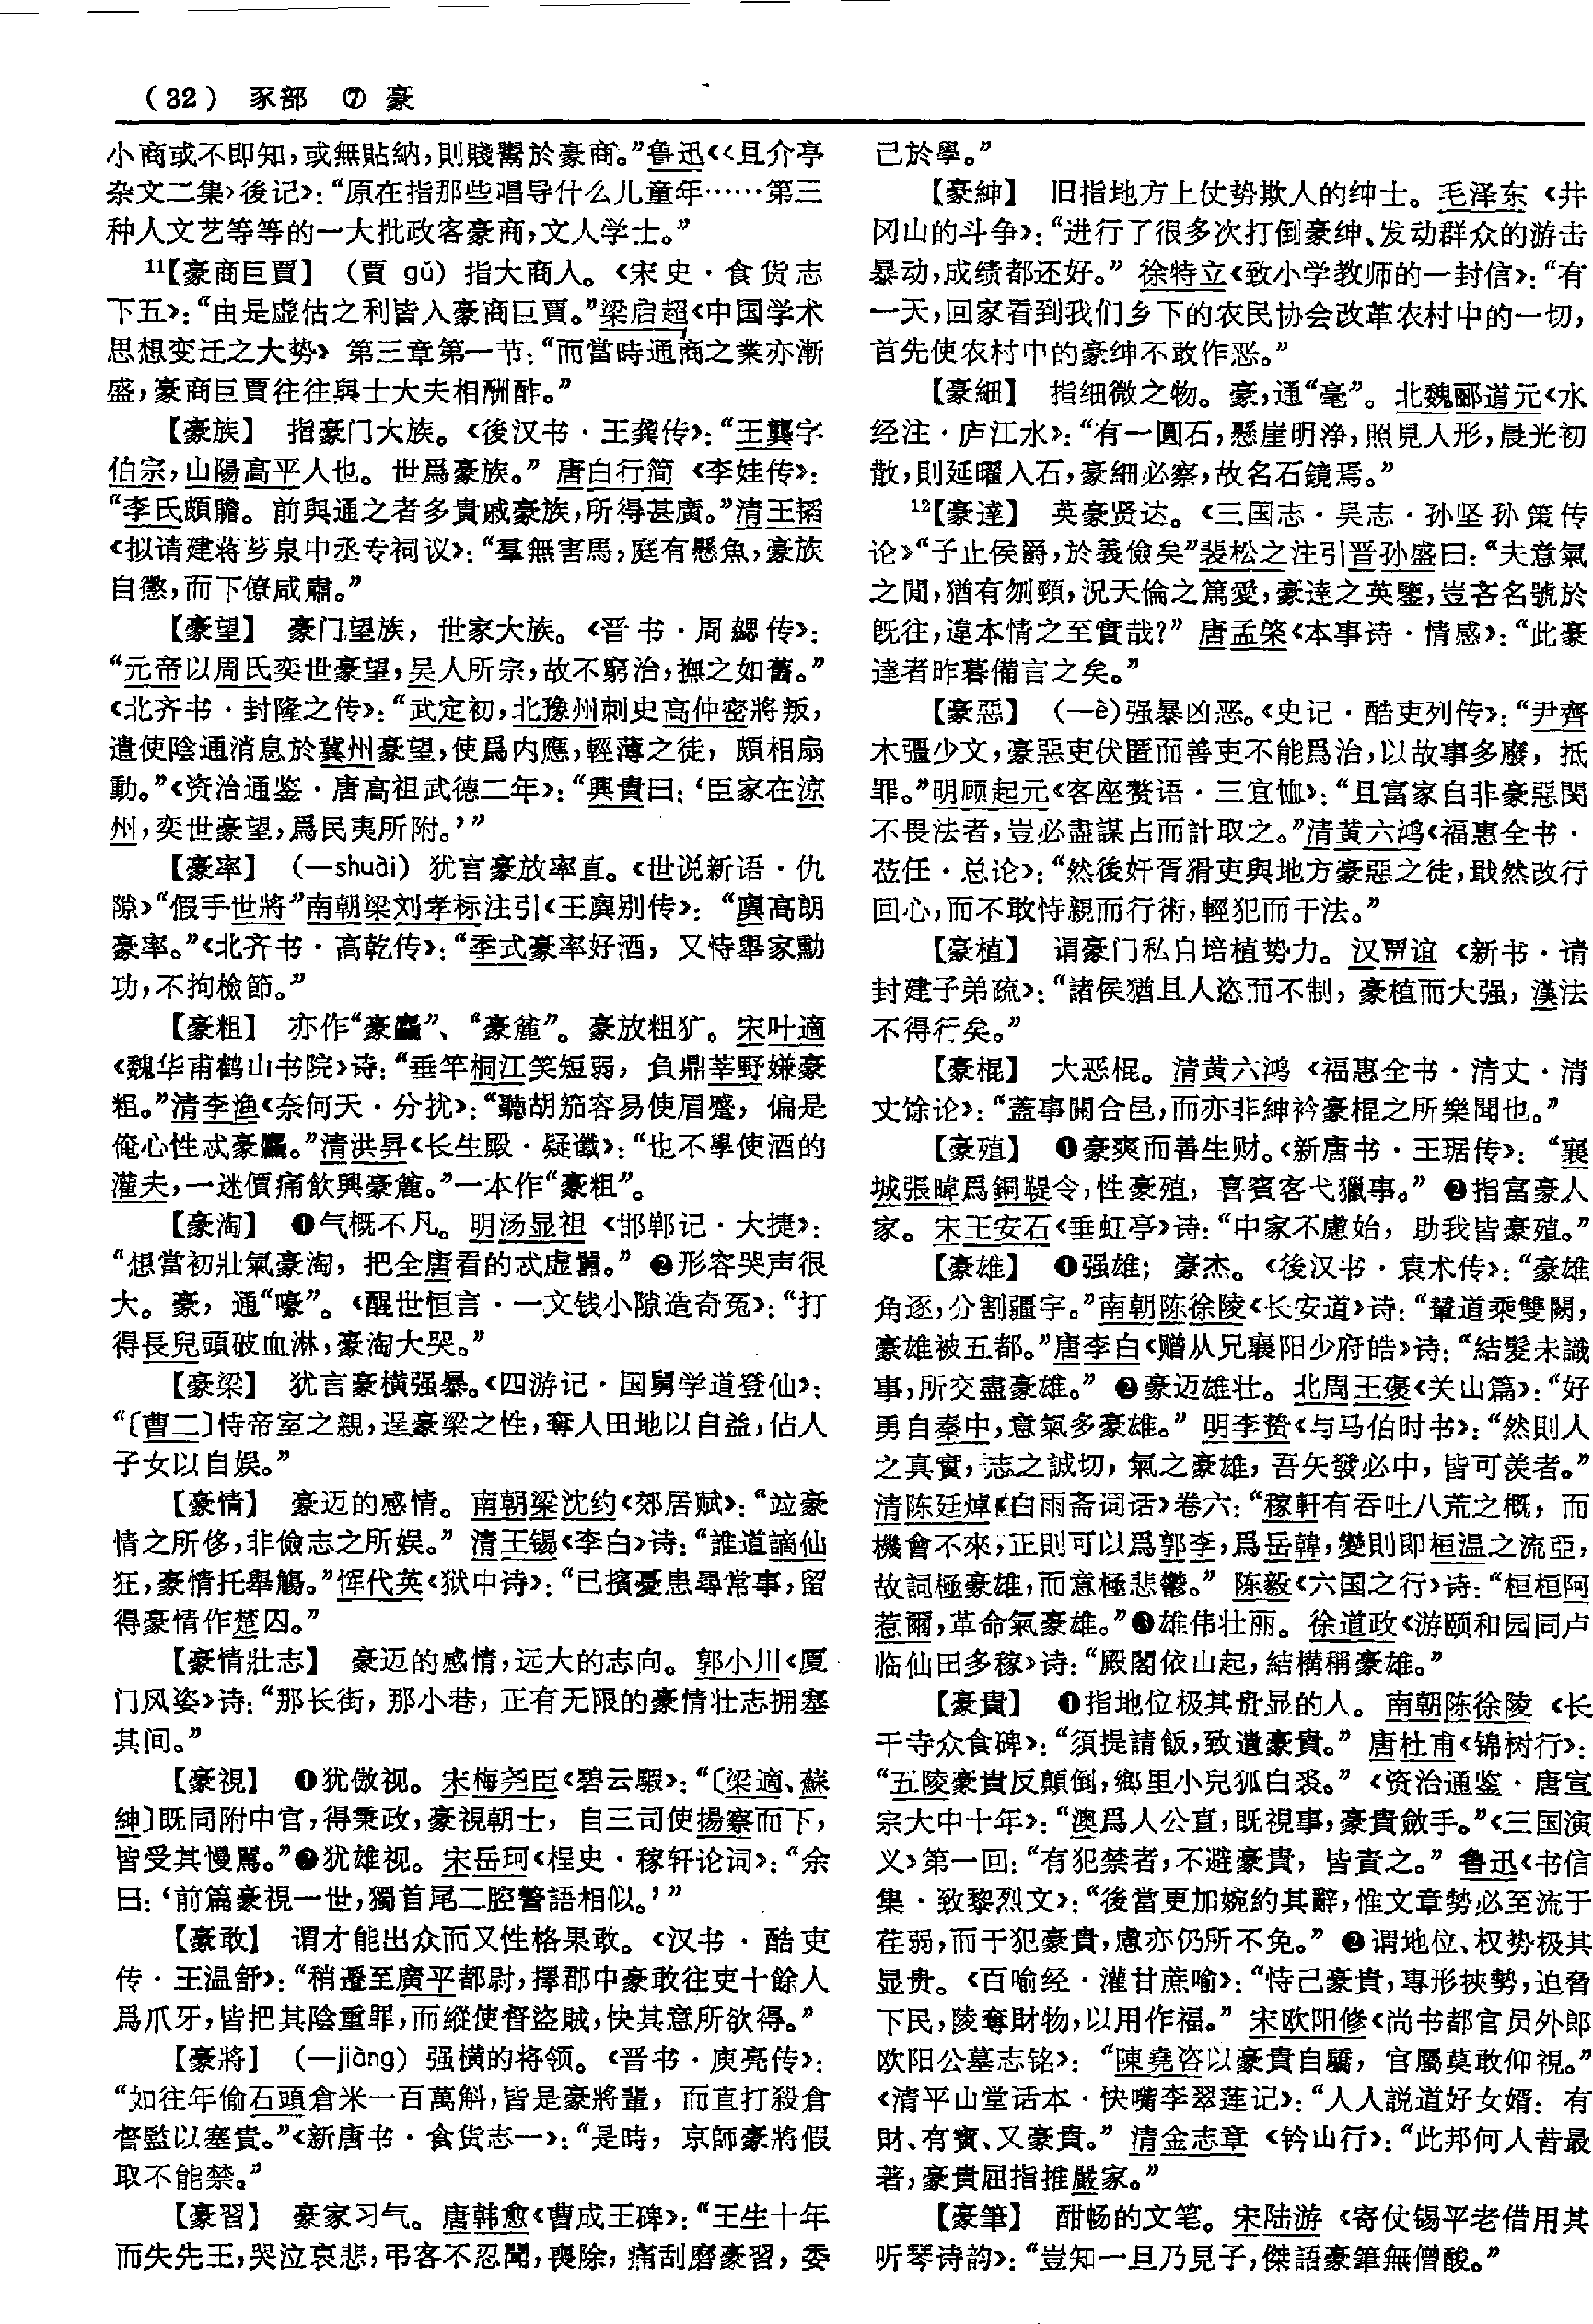 （32） 豕部 ⑦ 豪
小商或不即知，或無貼納，則賤鬻於豪商。”鲁迅《〈且介亭
杂文二集〉後记》：“原在指那些唱导什么儿童年……第三
种人文艺等等的一大批政客豪商，文人学士。”
11【豪商巨賈】 （賈 gǔ） 指大商人。《宋史·食货志
下五》：“由是虚估之利皆入豪商巨賈。”梁启超《中国学术
思想变迁之大势》 第三章第一节：“而當時通商之業亦漸
盛，豪商巨賈往往與士大夫相酬酢。”
【豪族】 指豪门大族。《後汉书·王龚传》：“王龔字
伯宗，山陽高平人也。世爲豪族。” 唐白行简《李娃传》：
“李氏頗贍。前與通之者多貴戚豪族，所得甚廣。”清王韬
《拟请建蒋芗泉中丞专祠议》：“羣無害馬，庭有懸魚，豪族
自懲，而下僚咸肅。”
【豪望】 豪门望族，世家大族。《晋书·周勰传》：
“元帝以周氏奕世豪望，吴人所宗，故不窮治，撫之如舊。”
《北齐书·封隆之传》：“武定初，北豫州刺史高仲密將叛，
遣使陰通消息於冀州豪望，使爲内應，輕薄之徒，頗相扇
動。”《资治通鉴·唐高祖武德二年》：“興貴曰：‘臣家在涼
州，奕世豪望，爲民夷所附。’”
【豪率】 （—shuài） 犹言豪放率直。《世说新语·仇
隙》“假手世將”南朝梁刘孝标注引《王廙别传》：“廙高朗
豪率。”《北齐书·高乾传》：“季式豪率好酒，又恃舉家勳
功，不拘檢節。”
【豪粗】 亦作“豪麤”、“豪觕”。豪放粗犷。宋叶適
《魏华甫鹤山书院》诗：“垂竿桐江笑短弱，負鼎莘野嫌豪
粗。”清李渔《奈何天·分扰》：“聽胡笳容易使眉蹙，偏是
俺心性忒豪麤。”清洪昇《长生殿·疑谶》：“也不學使酒的
灌夫，一迷價痛飲興豪觕。”一本作“豪粗”。
【豪淘】 ❶气概不凡。明汤显祖《邯郸记·大捷》：
“想當初壯氣豪淘，把全唐看的忒虚囂。” ❷形容哭声很
大。豪，通“嚎”。《醒世恒言·一文钱小隙造奇冤》：“打
得長兒頭破血淋，豪淘大哭。”
【豪梁】 犹言豪横强暴。《四游记·国舅学道登仙》：
“〔曹二〕恃帝室之親，逞豪梁之性，奪人田地以自益，佔人
子女以自娱。”
【豪情】 豪迈的感情。南朝梁沈约《郊居赋》：“竝豪
情之所侈，非儉志之所娱。” 清王锡《李白》诗：“誰道謫仙
狂，豪情托舉觴。”恽代英《狱中诗》：“已擯憂患尋常事，留
得豪情作楚囚。”
【豪情壯志】 豪迈的感情，远大的志向。郭小川《厦
门风姿》诗：“那长街，那小巷，正有无限的豪情壮志拥塞
其间。”
【豪視】 ❶犹傲视。宋梅尧臣《碧云騢》：“〔梁適、蘇
紳〕既同附中官，得秉政，豪視朝士，自三司使揚察而下，
皆受其慢駡。”❷犹雄视。宋岳珂《桯史·稼轩论词》：“余
曰：‘前篇豪視一世，獨首尾二腔警語相似。’”
【豪敢】 谓才能出众而又性格果敢。《汉书·酷吏
传·王温舒》：“稍遷至廣平都尉，擇郡中豪敢往吏十餘人
爲爪牙，皆把其陰重罪，而縱使督盜賊，快其意所欲得。”
【豪將】 （—jiàng） 强横的将领。《晋书·庾亮传》：
“如往年偷石頭倉米一百萬斛，皆是豪將輩，而直打殺倉
督監以塞責。”《新唐书·食货志一》：“是時，京師豪將假
取不能禁。”
【豪習】 豪家习气。唐韩愈《曹成王碑》：“王生十年
而失先王，哭泣哀悲，弔客不忍聞，喪除，痛刮磨豪習，委
己於學。”
【豪紳】 旧指地方上仗势欺人的绅士。毛泽东《井
冈山的斗争》：“进行了很多次打倒豪绅、发动群众的游击
暴动，成绩都还好。” 徐特立《致小学教师的一封信》：“有
一天，回家看到我们乡下的农民协会改革农村中的一切，
首先使农村中的豪绅不敢作恶。”
【豪細】 指细微之物。豪，通“毫”。北魏郦道元《水
经注·庐江水》：“有一圓石，懸崖明浄，照見人形，晨光初
散，則延曜入石，豪細必察，故名石鏡焉。”
12【豪達】 英豪贤达。《三国志·吴志·孙坚孙策传
论》“子止侯爵，於義儉矣”裴松之注引晋孙盛曰：“夫意氣
之間，猶有刎頸，況天倫之篤愛，豪達之英鑒，豈吝名號於
既往，違本情之至實哉？” 唐孟棨《本事诗·情感》：“此豪
達者昨暮備言之矣。”
【豪惡】 （—è）强暴凶恶。《史记·酷吏列传》：“尹齊
木彊少文，豪惡吏伏匿而善吏不能爲治，以故事多廢，抵
罪。”明顾起元《客座赘语·三宜恤》：“且富家自非豪惡閔
不畏法者，豈必盡謀占而計取之。”清黄六鸿《福惠全书·
莅任·总论》：“然後奸胥猾吏與地方豪惡之徒，戢然改行
回心，而不敢恃親而行術，輕犯而干法。”
【豪植】 谓豪门私自培植势力。汉贾谊《新书·请
封建子弟疏》：“諸侯猶且人恣而不制，豪植而大强，漢法
不得行矣。”
【豪棍】 大恶棍。清黄六鸿《福惠全书·清丈·清
丈馀论》：“蓋事閱合邑，而亦非紳衿豪棍之所樂聞也。”
【豪殖】 ❶豪爽而善生财。《新唐书·王琚传》：“襄
城張暐爲銅鞮令，性豪殖，喜賓客弋獵事。” ❷指富豪人
家。宋王安石《垂虹亭》诗：“中家不慮始，助我皆豪殖。”
【豪雄】 ❶强雄；豪杰。《後汉书·袁术传》：“豪雄
角逐，分割疆宇。”南朝陈徐陵《长安道》诗：“輦道乘雙闕，
豪雄被五都。”唐李白《赠从兄襄阳少府皓》诗：“結髮未識
事，所交盡豪雄。” ❷豪迈雄壮。北周王褒《关山篇》：“好
勇自秦中，意氣多豪雄。” 明李贽《与马伯时书》：“然則人
之真實，志之誠切，氣之豪雄，吾矢發必中，皆可羡者。”
清陈廷焯《白雨斋词话》卷六：“稼軒有吞吐八荒之概，而
機會不來，正則可以爲郭李，爲岳韓，變則即桓温之流亞，
故詞極豪雄，而意極悲鬱。” 陈毅《六国之行》诗：“桓桓阿
惹爾，革命氣豪雄。”❸雄伟壮丽。徐道政《游颐和园同卢
临仙田多稼》诗：“殿閣依山起，結構稱豪雄。”
【豪貴】 ❶指地位极其贵显的人。南朝陈徐陵《长
干寺众食碑》：“須提請飯，致遺豪貴。” 唐杜甫《锦树行》：
“五陵豪貴反顛倒，鄉里小兒狐白裘。”《资治通鉴·唐宣
宗大中十年》：“澳爲人公直，既視事，豪貴斂手。”《三国演
义》第一回：“有犯禁者，不避豪貴，皆責之。” 鲁迅《书信
集·致黎烈文》：“後當更加婉約其辭，惟文章勢必至流于
荏弱，而干犯豪貴，慮亦仍所不免。” ❷谓地位、权势极其
显贵。《百喻经·灌甘蔗喻》：“恃己豪貴，專形挾勢，迫脅
下民，陵奪財物，以用作福。” 宋欧阳修《尚书都官员外郎
欧阳公墓志铭》：“陳堯咨以豪貴自驕，官屬莫敢仰視。”
《清平山堂话本·快嘴李翠莲记》：“人人説道好女婿：有
財、有寳、又豪貴。” 清金志章《钤山行》：“此邦何人昔最
著，豪貴屈指推嚴家。”
【豪筆】 酣畅的文笔。宋陆游《寄仗锡平老借用其
听琴诗韵》：“豈知一旦乃見子，傑語豪筆無僧酸。”